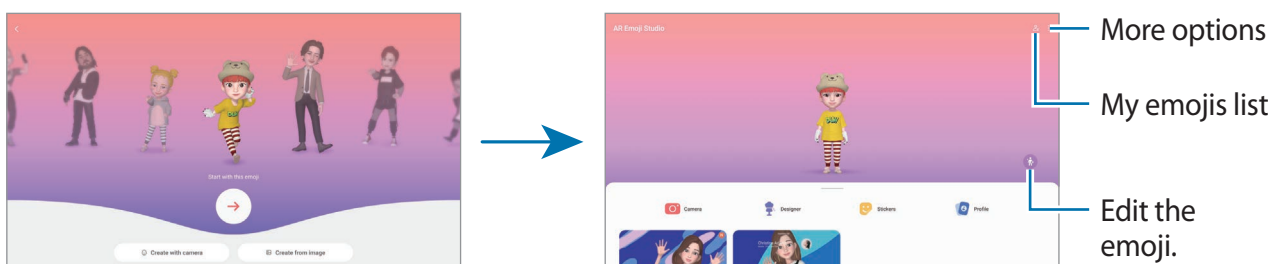 AR Emoji Studio
More options
My emojis list
Start with this emoji
Camera
Designer
Stickers
Profile
Edit the
emoji.
Create with camera
Create from image